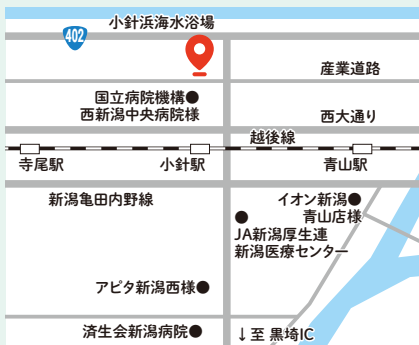 小針浜海水浴場
402
産業道路
国立病院機構●
西新潟中央病院様
西大通り
越後線
寺尾駅
小針駅
青山駅
新潟亀田内野線
イオン新潟●
青山店様
●
JA新潟厚生連
新潟医療センター
アピタ新潟西様●
済生会新潟病院●
↓至 黒埼IC